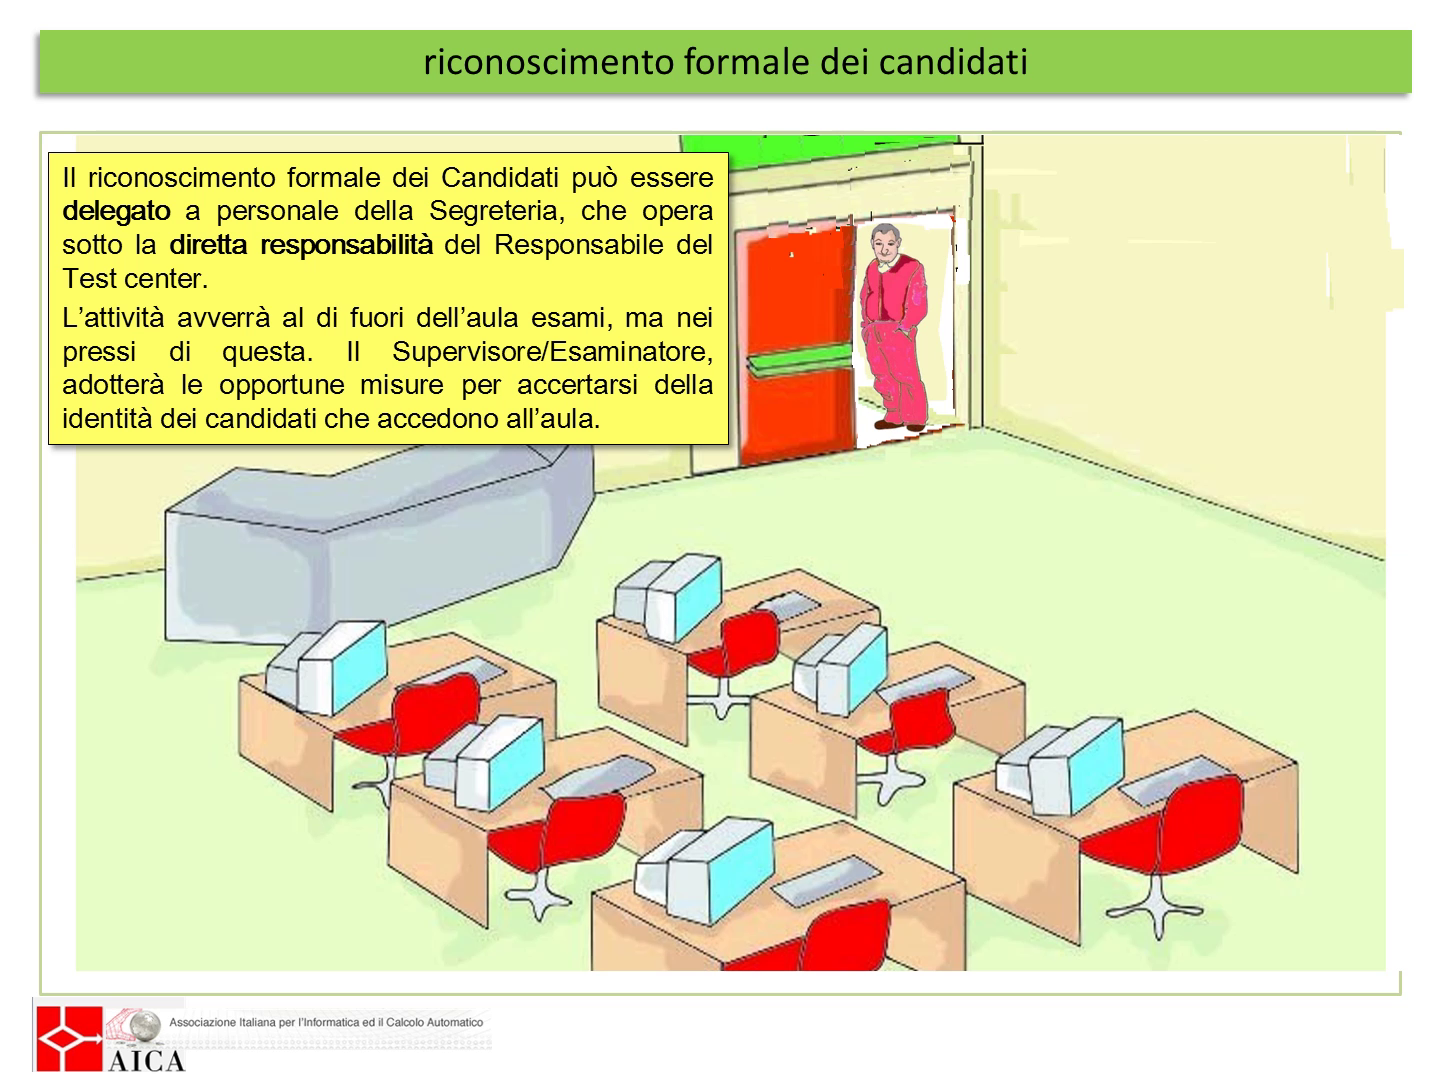 riconoscimento formale dei candidati
Il riconoscimento formale dei Candidati può essere
delegato a personale della Segreteria, che opera
sotto la diretta responsabilità del Responsabile del
Test center.
L’attività avverrà al di fuori dell’aula esami, ma nei
pressi di questa. Il Supervisore/Esaminatore,
adotterà le opportune misure per accertarsi della
identità dei candidati che accedono all’aula.
Associazione Italiana per l'Informatica ed il Calcolo Automatico
AICA